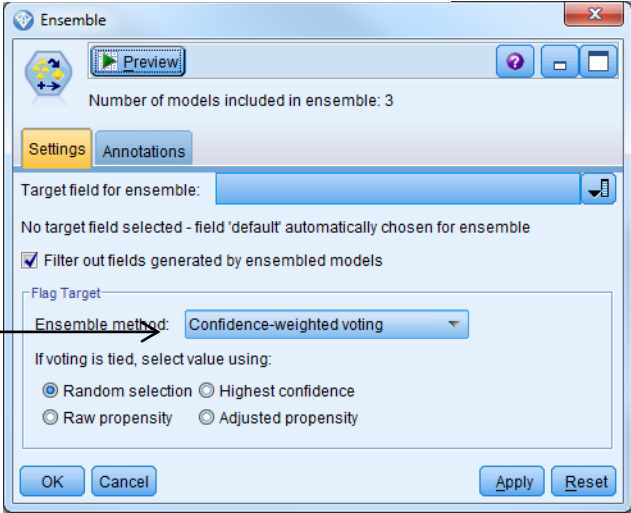 Ensemble
Preview
Number of models included in ensemble: 3
Settings Annotations
Target field for ensemble:
No target field selected - field 'default' automatically chosen for ensemble
Filter out fields generated by ensembled models
Flag Target
Ensemble method: Confidence-weighted voting
If voting is tied, select value using:
Random selection Highest confidence
Raw propensity Adjusted propensity
OK Cancel Apply Reset